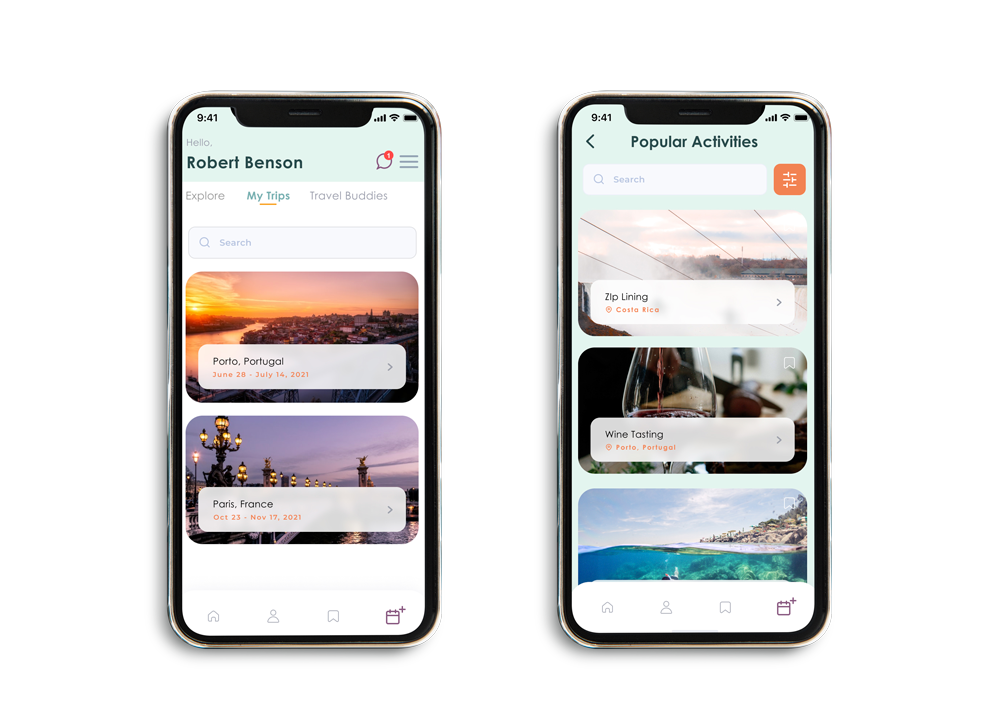 9:41
Hello,
Robert Benson
1
Explore My Trips Travel Buddies
Search
Porto, Portugal
June 28 - July 14, 2021
Paris, France
Oct 23 - Nov 17, 2021
9:41
Popular Activities
Search
ZIp Lining
Costa Rica
Wine Tasting
Porto, Portugal